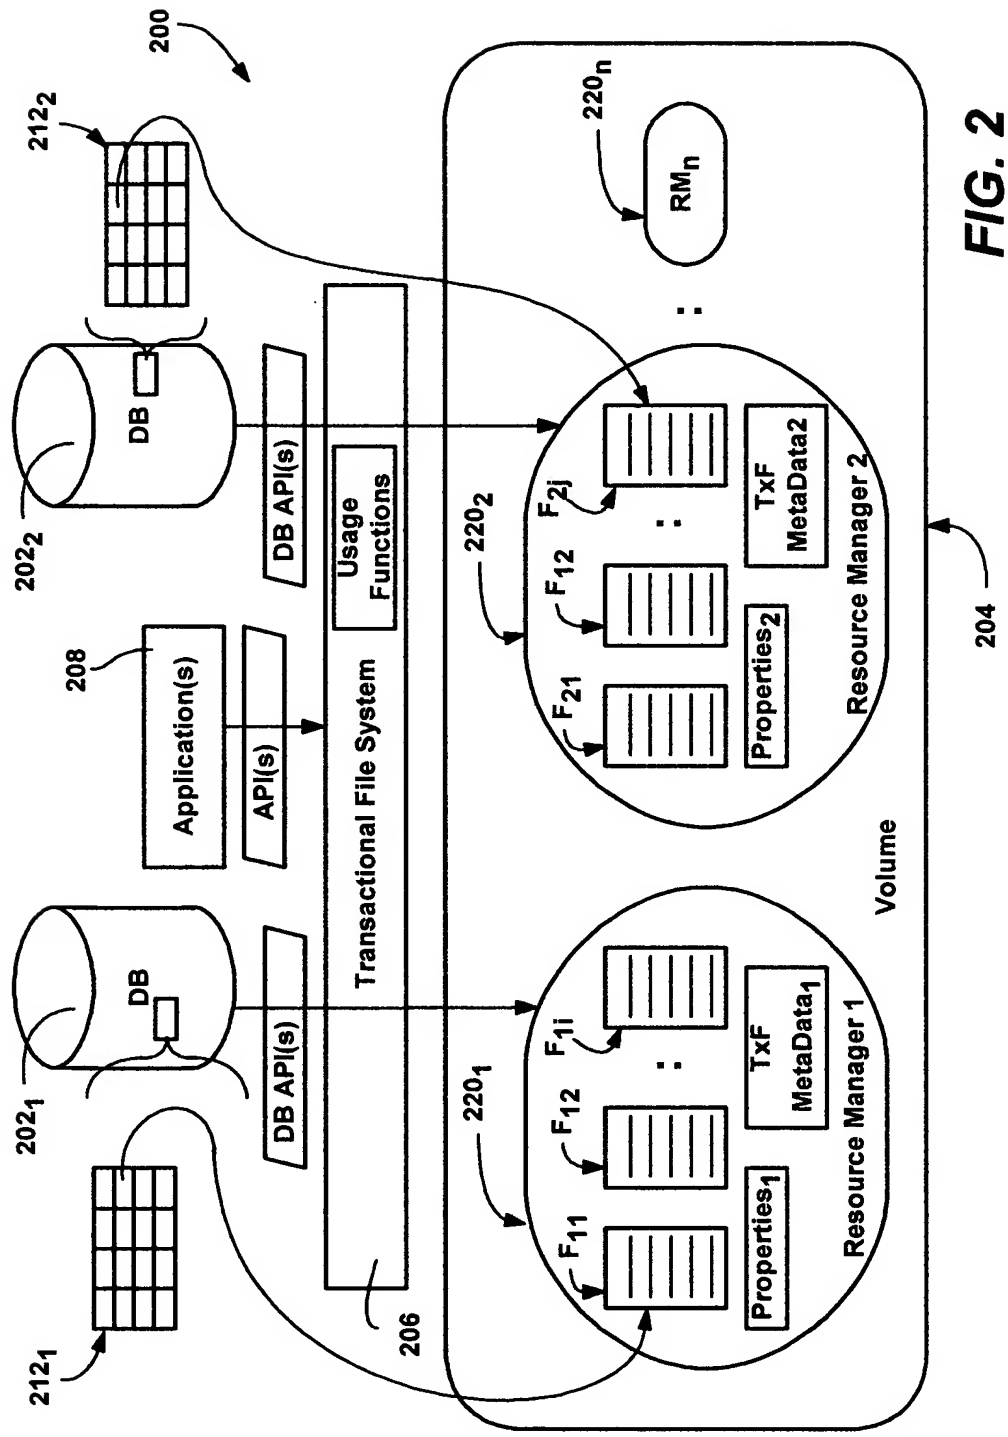 200
212₁
202₁
DB
202₂
DB
212₂
208
Application(s)
DB API(s)
API(s)
DB API(s)
206
Transactional File System
Usage
Functions
220₁
F₁₁
F₁₂
F₁ᵢ
Properties₁
TxF
MetaData₁
Resource Manager 1
220₂
F₂₁
F₁₂
F₂ⱼ
Properties₂
TxF
MetaData₂
Resource Manager 2
220ₙ
RMₙ
Volume
204
FIG. 2